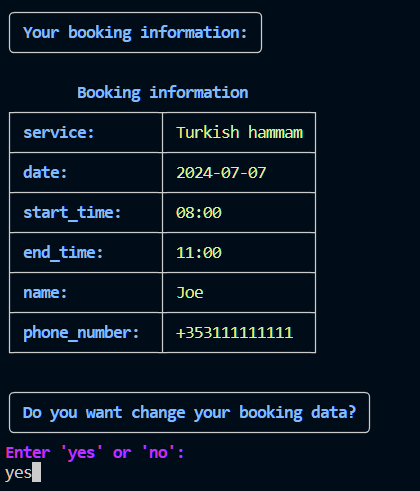 Your booking information:
Booking information
service: Turkish hammam
date: 2024-07-07
start_time: 08:00
end_time: 11:00
name: Joe
phone_number: +353111111111
Do you want change your booking data?
Enter 'yes' or 'no':
yes